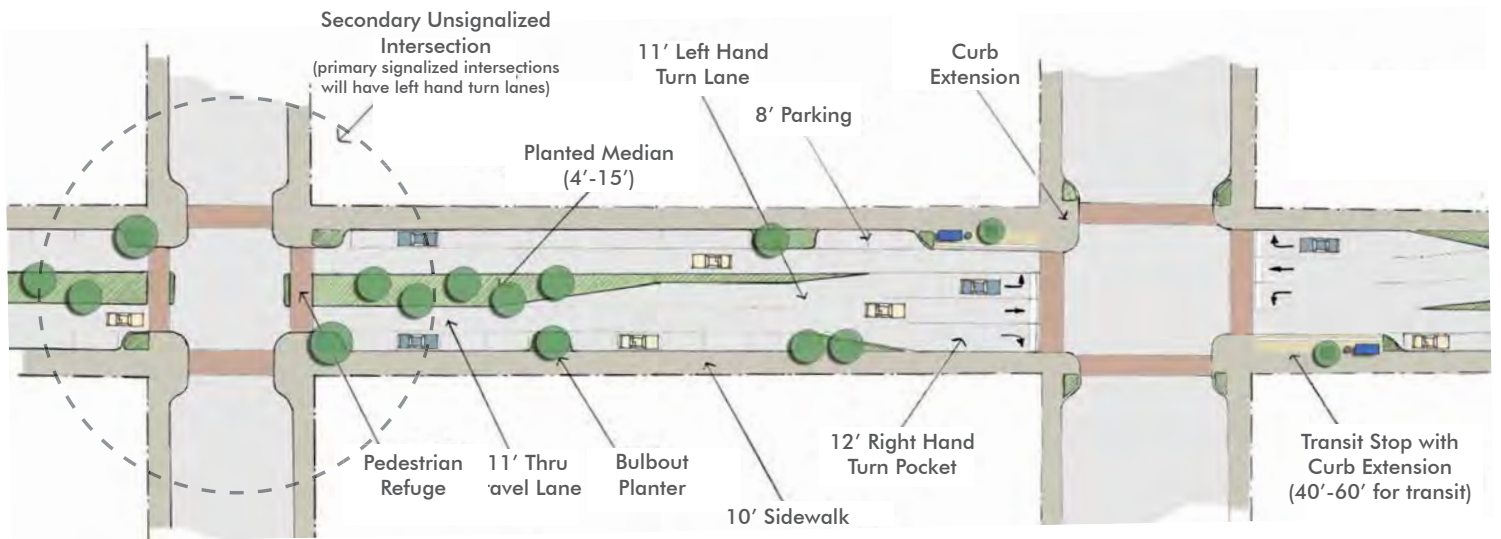 Secondary Unsignalized
Intersection
(primary signalized intersections
will have left hand turn lanes)
11’ Left Hand
Turn Lane
Curb
Extension
8’ Parking
Planted Median
(4’-15’)
Pedestrian
Refuge
11’ Thru
ravel Lane
Bulbout
Planter
12’ Right Hand
Turn Pocket
10’ Sidewalk
Transit Stop with
Curb Extension
(40’-60’ for transit)